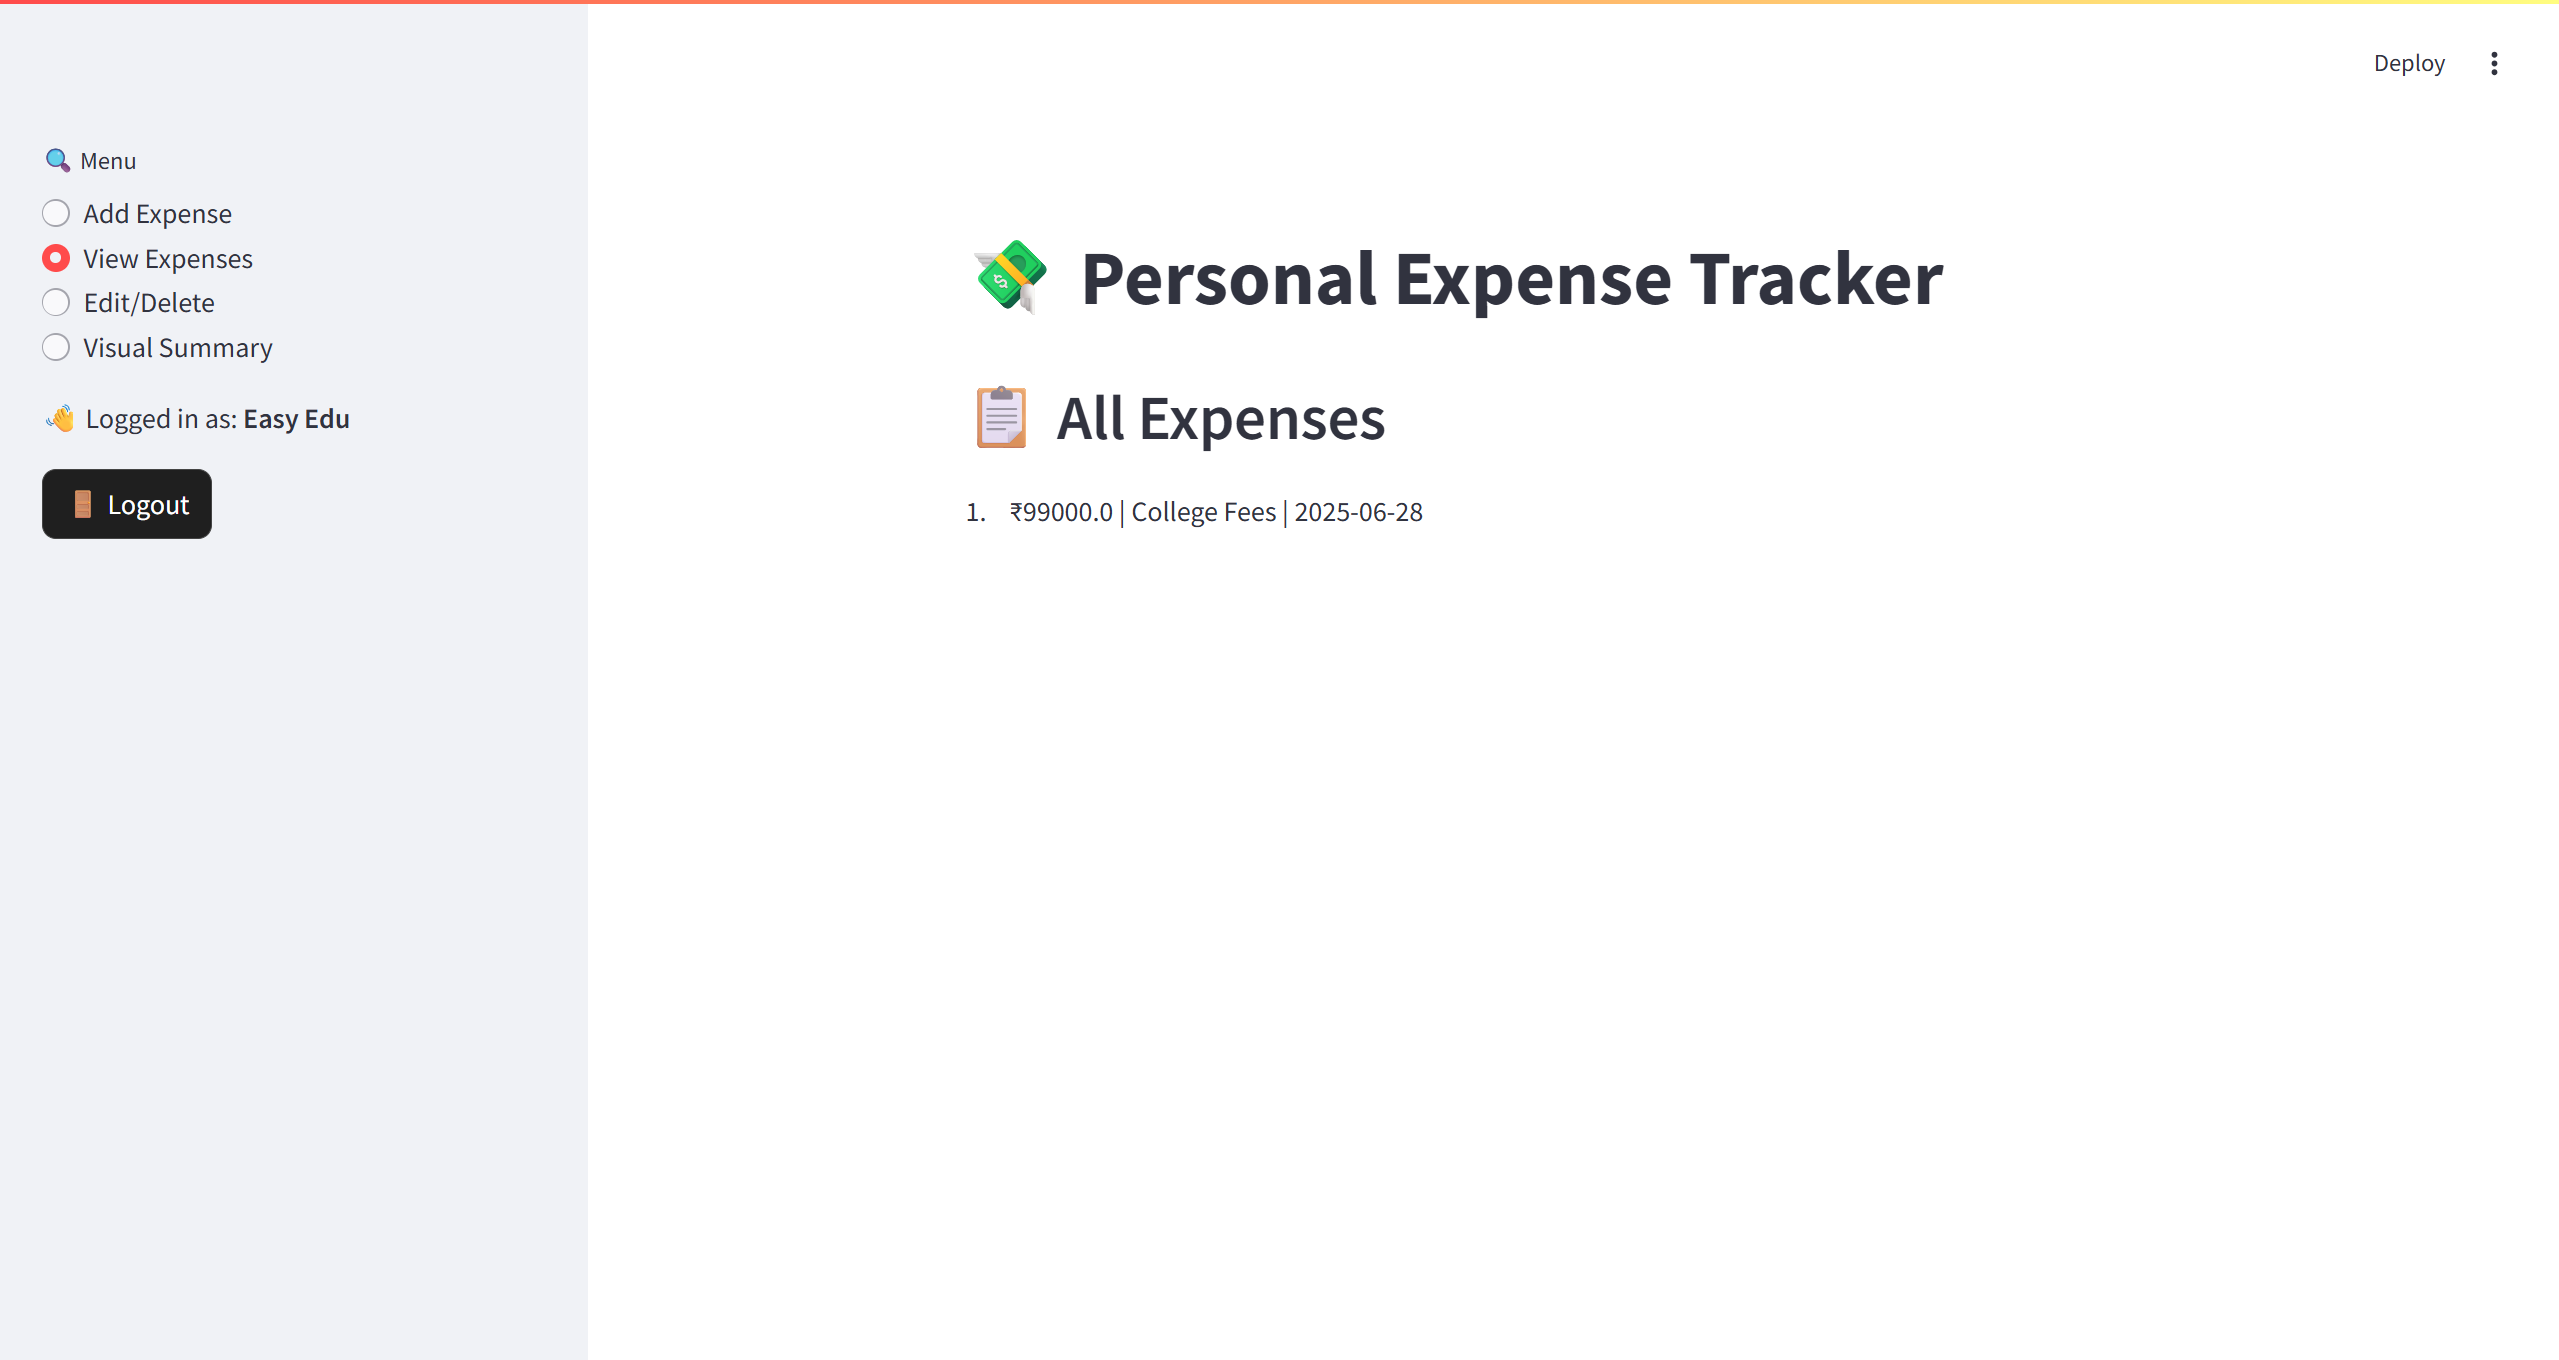 Deploy
🔍 Menu
Add Expense
View Expenses
Edit/Delete
Visual Summary
👋 Logged in as: Easy Edu
🚪 Logout
💸 Personal Expense Tracker
📋 All Expenses
1. ₹99000.0 | College Fees | 2025-06-28